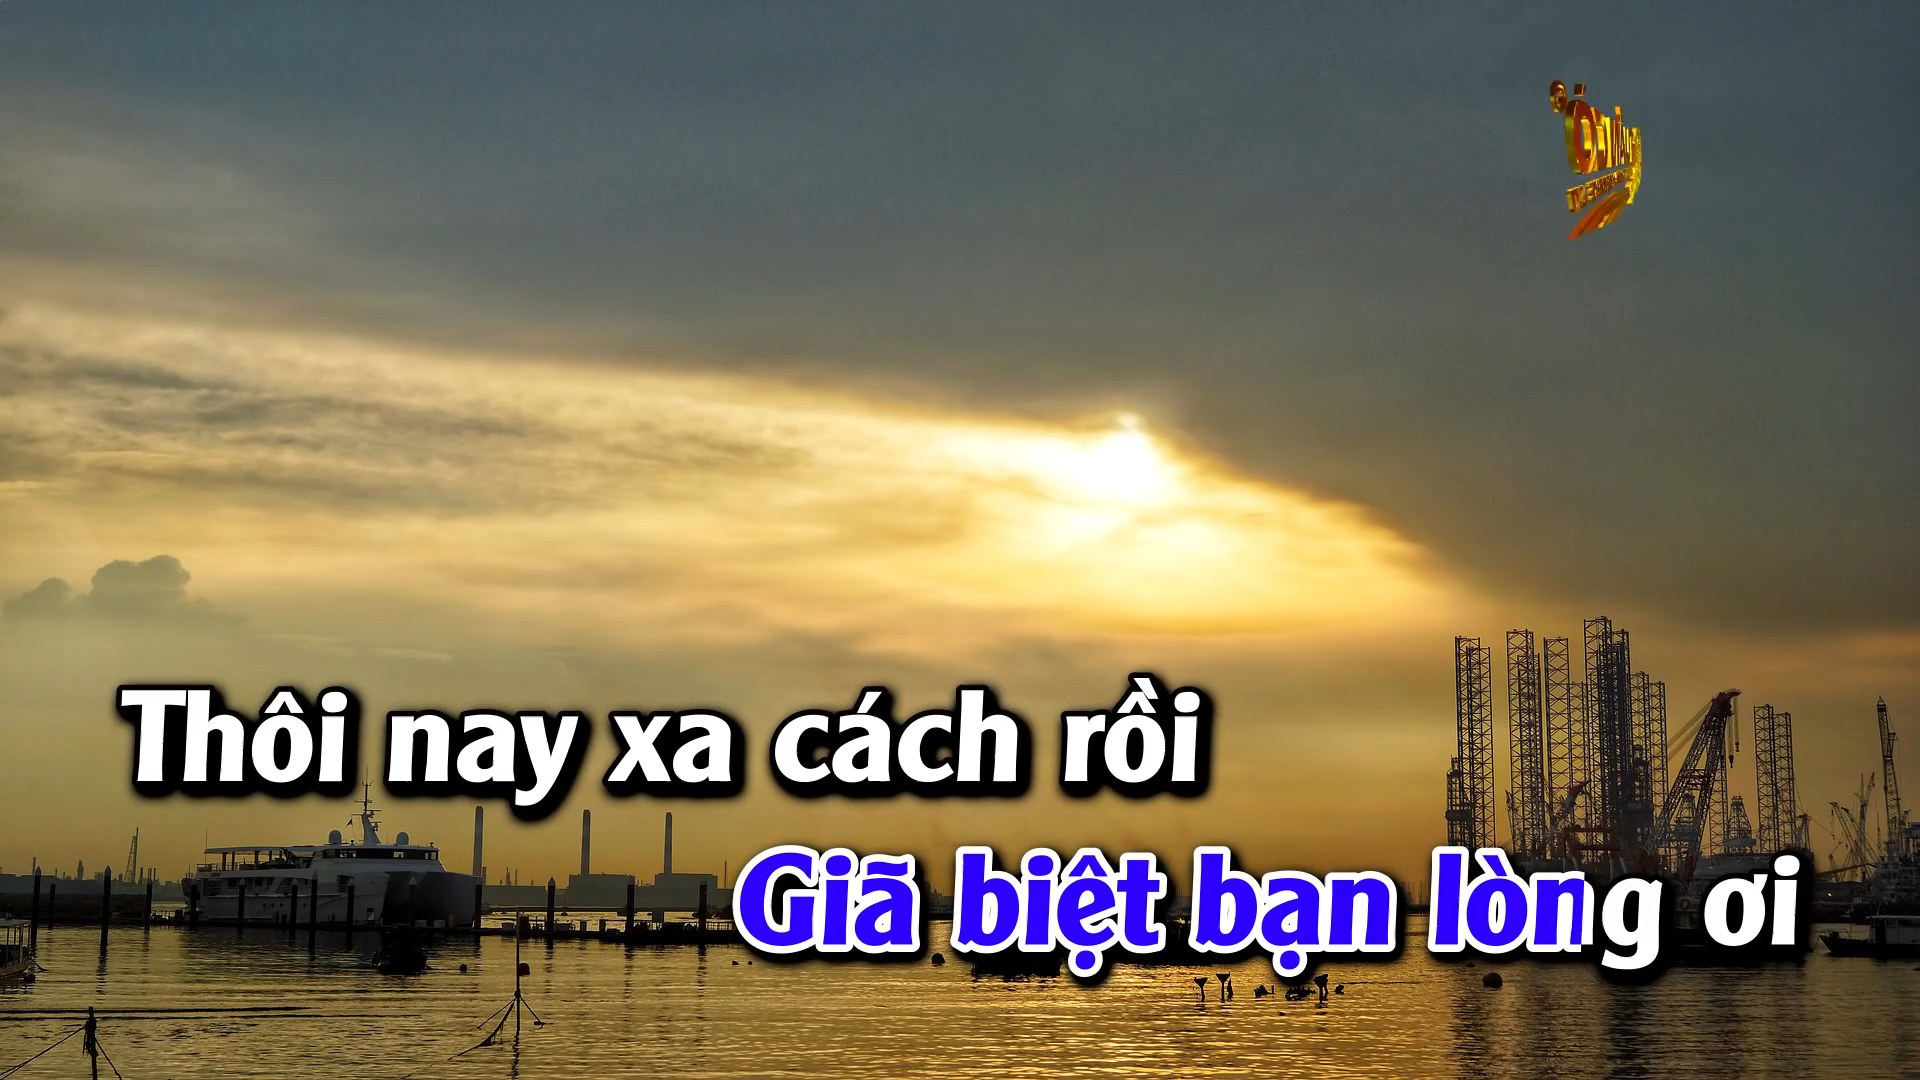 Thôi nay xa cách rồi
Giã biệt bạn lòng ơi